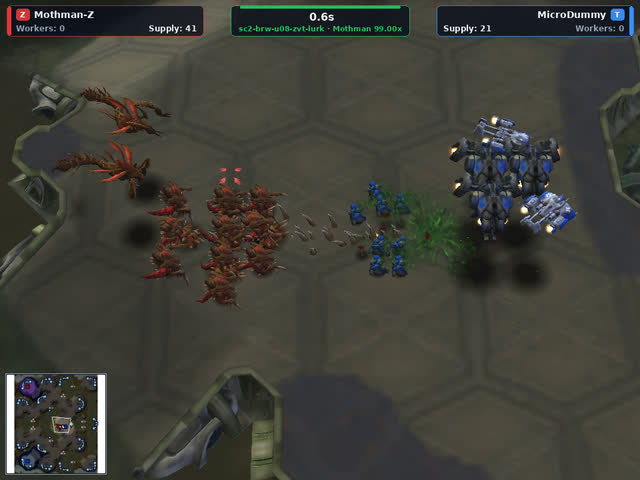 Z Mothman-Z
Workers: 0 Supply: 41
0.6s
sc2-brw-u08-zvt-lurk · Mothman 99.00x
MicroDummy T
Supply: 21 Workers: 0